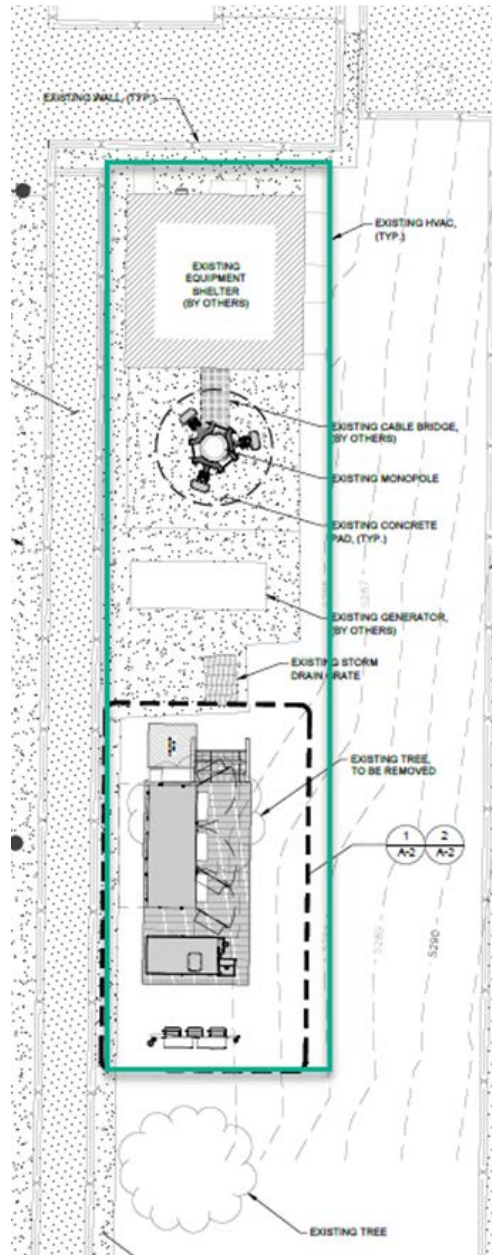 EXISTING WALL, (TYP.)
EXISTING HVAC,
(TYP.)
EXISTING
EQUIPMENT
SHELTER
(BY OTHERS)
EXISTING CABLE BRIDGE,
(BY OTHERS)
EXISTING MONOPOLE
EXISTING CONCRETE
PAD, (TYP.)
5287
EXISTING GENERATOR,
(BY OTHERS)
EXISTING STORM
DRAIN GRATE
EXISTING TREE,
TO BE REMOVED
1 2
A-2 A-2
5289
5290
EXISTING TREE